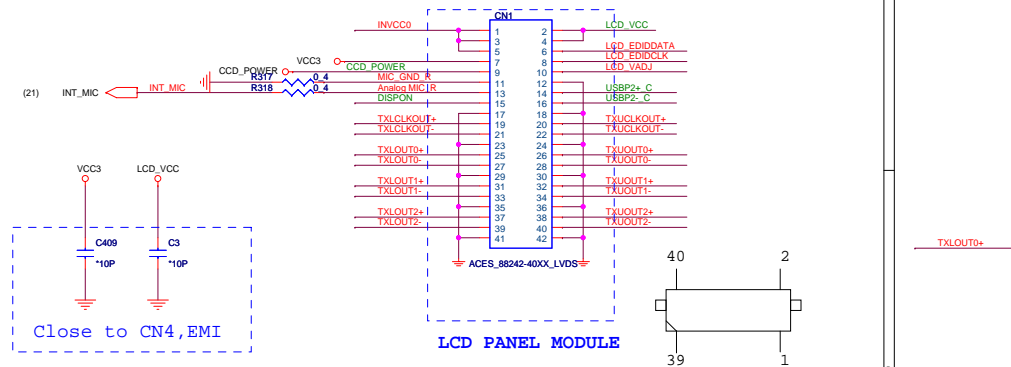 CN1
INVCC0 1 2 LCD_VCC
3 4
5 6 LCD_EDIDDATA
VCC3 7 8 LCD_EDIDCLK
CCD_POWER CCD_POWER 9 10 LCD_VADJ
R317 0_4 MIC_GND_R 11 12
(21) INT_MIC INT_MIC R318 0_4 Analog MIC_R 13 14 USBP2+_C
DISPON 15 16 USBP2-_C
17 18
TXLCLKOUT+ 19 20 TXUCLKOUT+
TXLCLKOUT- 21 22 TXUCLKOUT-
23 24
TXLOUT0+ 25 26 TXUOUT0+
TXLOUT0- 27 28 TXUOUT0-
29 30
TXLOUT1+ 31 32 TXUOUT1+
TXLOUT1- 33 34 TXUOUT1-
35 36
TXLOUT2+ 37 38 TXUOUT2+
TXLOUT2- 39 40 TXUOUT2-
41 42
ACES_88242-40XX_LVDS
LCD PANEL MODULE
VCC3 LCD_VCC
C409 C3
*10P *10P
Close to CN4,EMI
40 2
39 1
TXLOUT0+